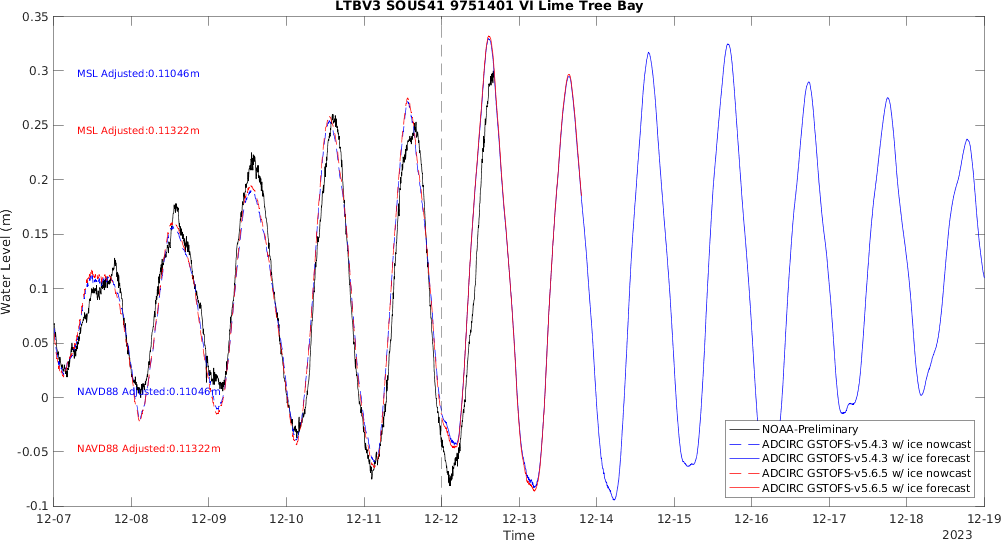 LTBV3 SOUS41 9751401 VI Lime Tree Bay
Water Level (m)
0.35
0.3
0.25
0.2
0.15
0.1
0.05
0
-0.05
-0.1
MSL Adjusted:0.11046m
MSL Adjusted:0.11322m
NAVD88 Adjusted:0.11046m
NAVD88 Adjusted:0.11322m
NOAA-Preliminary
ADCIRC GSTOFS-v5.4.3 w/ ice nowcast
ADCIRC GSTOFS-v5.4.3 w/ ice forecast
ADCIRC GSTOFS-v5.6.5 w/ ice nowcast
ADCIRC GSTOFS-v5.6.5 w/ ice forecast
12-07 12-08 12-09 12-10 12-11 12-12 12-13 12-14 12-15 12-16 12-17 12-18 12-19
Time
2023